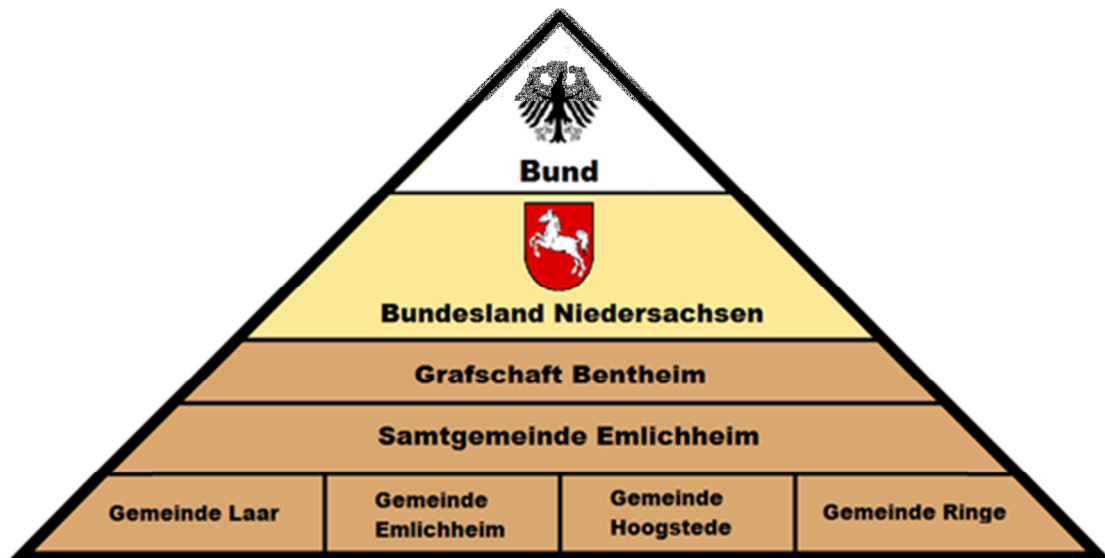 Bund
Bundesland Niedersachsen
Grafschaft Bentheim
Samtgemeinde Emlichheim
Gemeinde Laar
Gemeinde
Emlichheim
Gemeinde
Hoogstede
Gemeinde Ringe